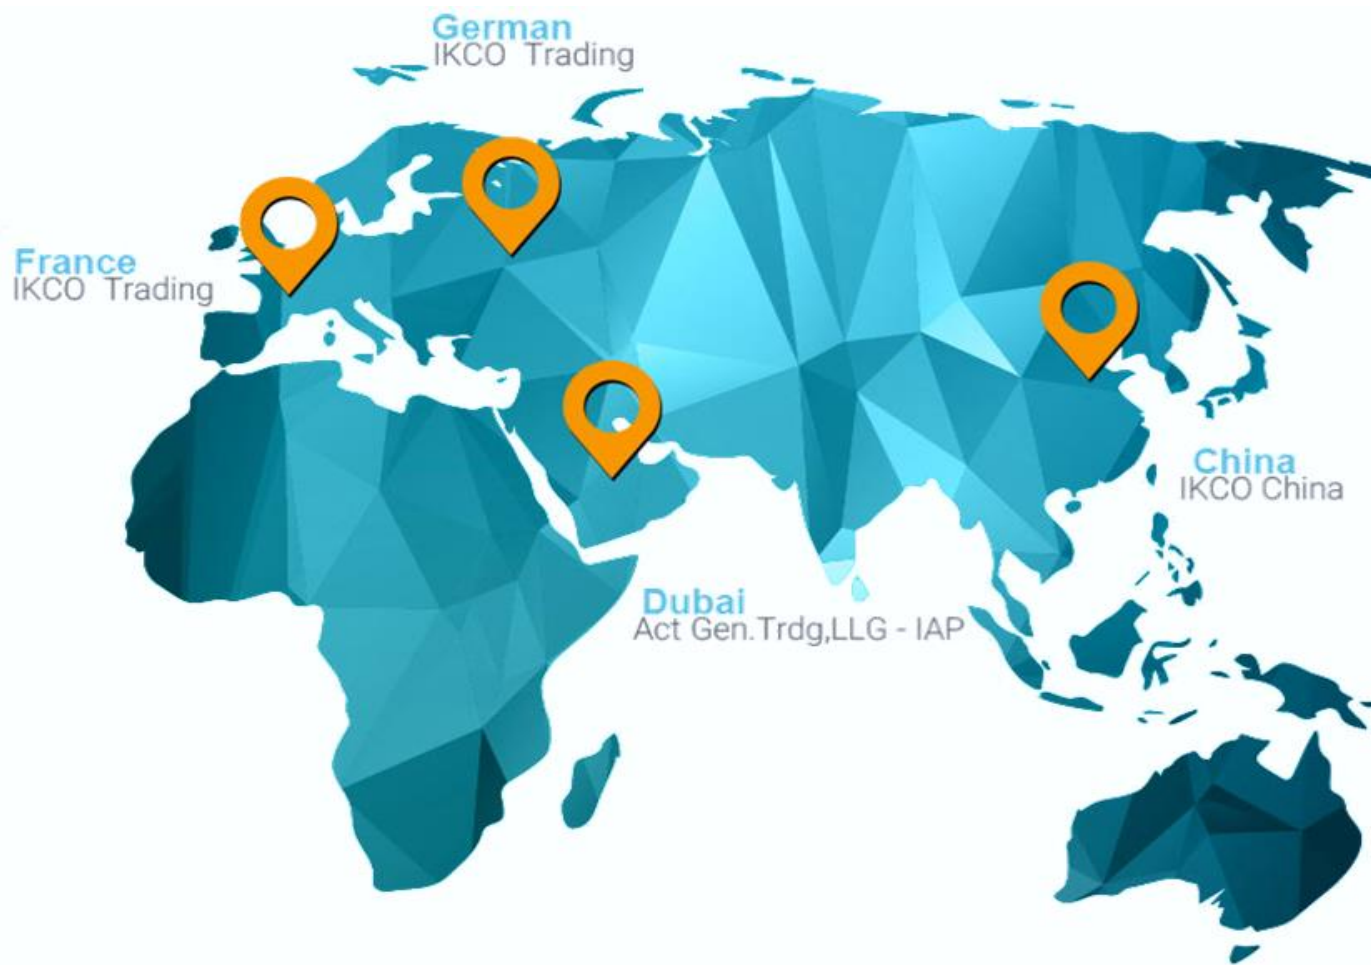 German
IKCO Trading
France
IKCO Trading
China
IKCO China
Dubai
Act Gen.Trdg,LLG - IAP